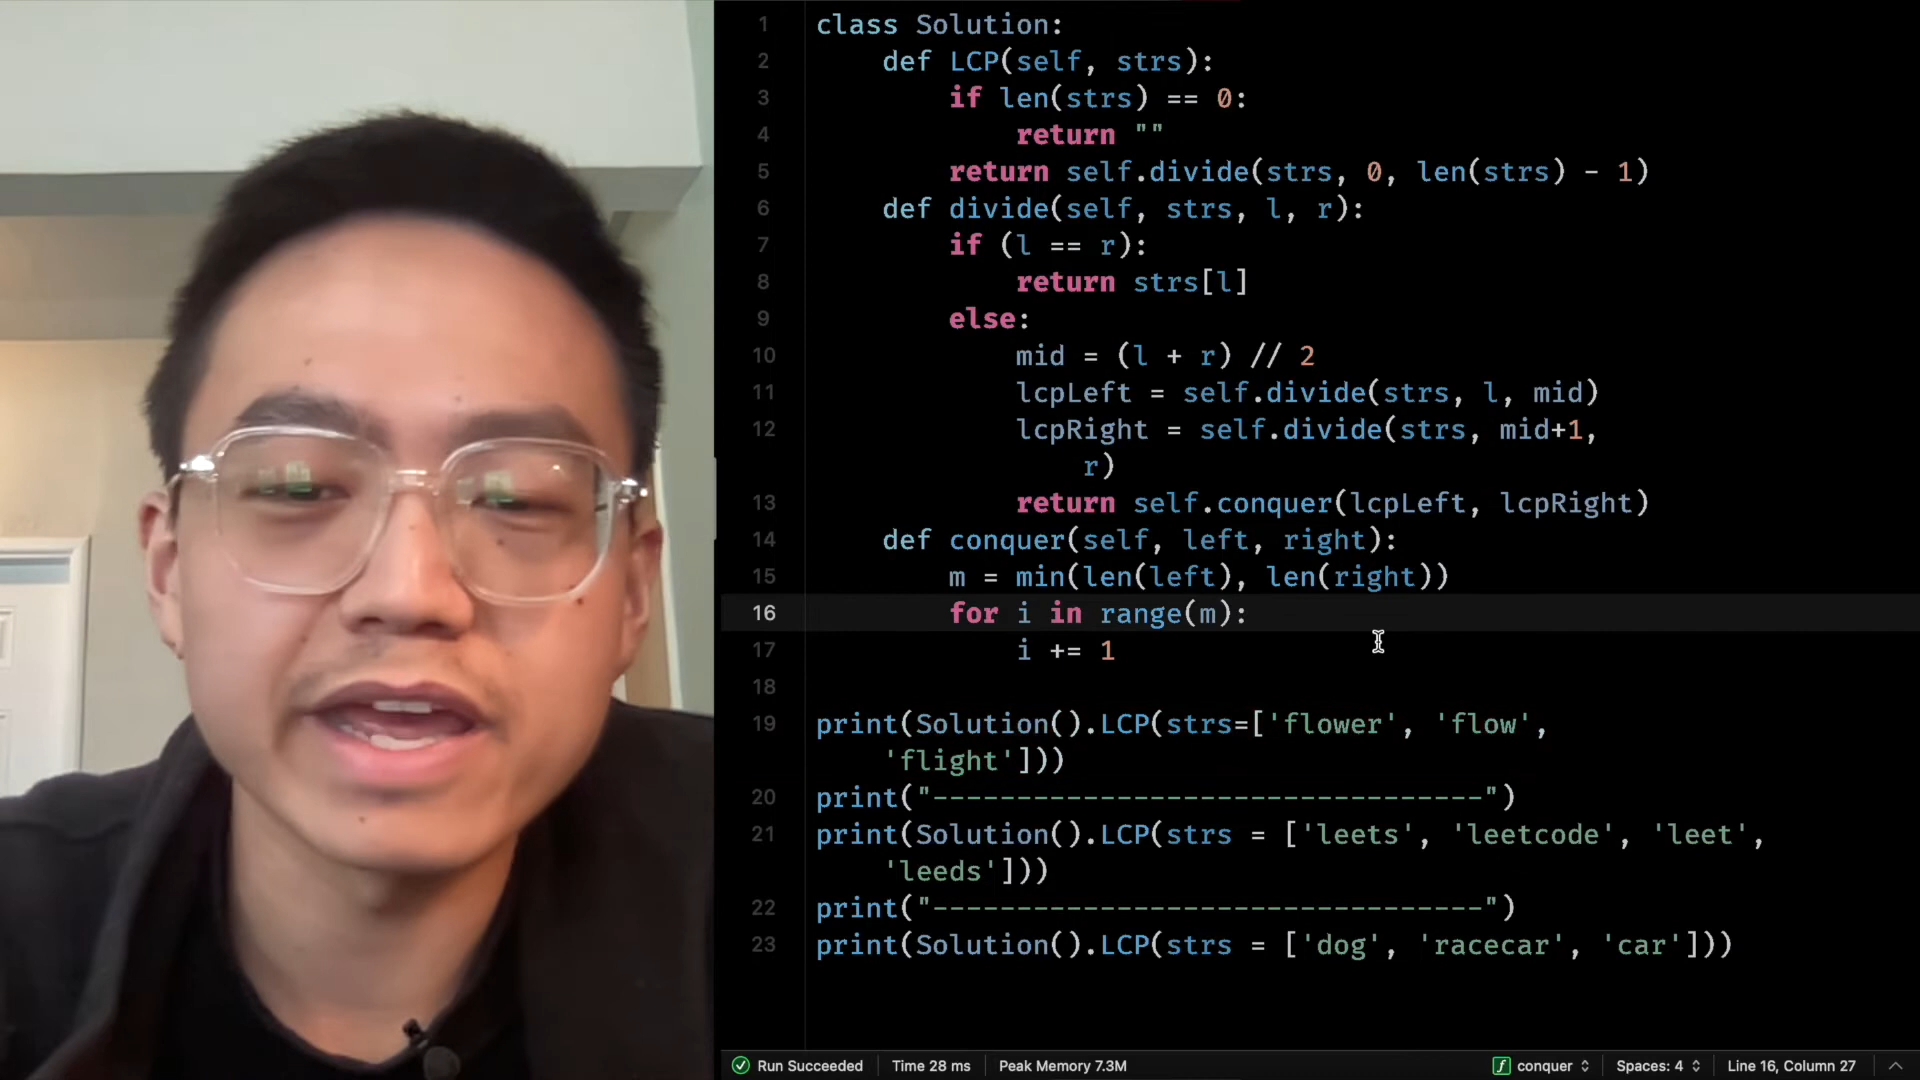 1 class Solution:
2 def LCP(self, strs):
3 if len(strs) == 0:
4 return ""
5 return self.divide(strs, 0, len(strs) - 1)
6 def divide(self, strs, l, r):
7 if (l == r):
8 return strs[l]
9 else:
10 mid = (l + r) // 2
11 lcpLeft = self.divide(strs, l, mid)
12 lcpRight = self.divide(strs, mid+1,
r)
13 return self.conquer(lcpLeft, lcpRight)
14 def conquer(self, left, right):
15 m = min(len(left), len(right))
16 for i in range(m):
17 i += 1
18
19 print(Solution().LCP(strs=['flower', 'flow',
'flight']))
20 print("---------------------------------")
21 print(Solution().LCP(strs = ['leets', 'leetcode', 'leet',
'leeds']))
22 print("---------------------------------")
23 print(Solution().LCP(strs = ['dog', 'racecar', 'car']))
Run Succeeded Time 28 ms Peak Memory 7.3M conquer Spaces: 4 Line 16, Column 27